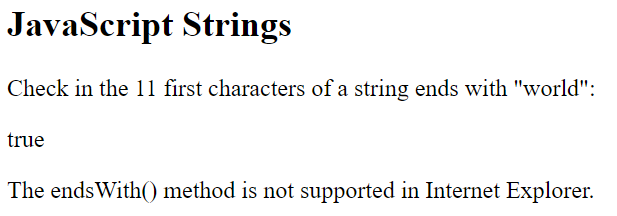 JavaScript Strings
Check in the 11 first characters of a string ends with "world":
true
The endsWith() method is not supported in Internet Explorer.